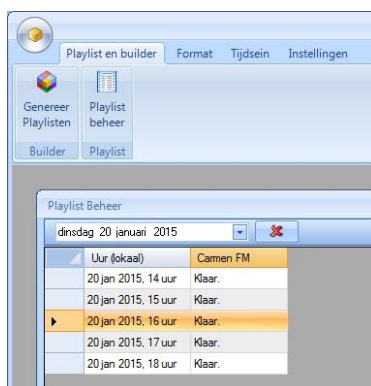 Playlist en builder Format Tijdsein Instellingen
Genereer Playlist
Playlisten beheer
Builder Playlist
Playlist Beheer
dinsdag 20 januari 2015
Uur (lokaal) Carmen FM
20 jan 2015, 14 uur Klaar.
20 jan 2015, 15 uur Klaar.
20 jan 2015, 16 uur Klaar.
20 jan 2015, 17 uur Klaar.
20 jan 2015, 18 uur Klaar.